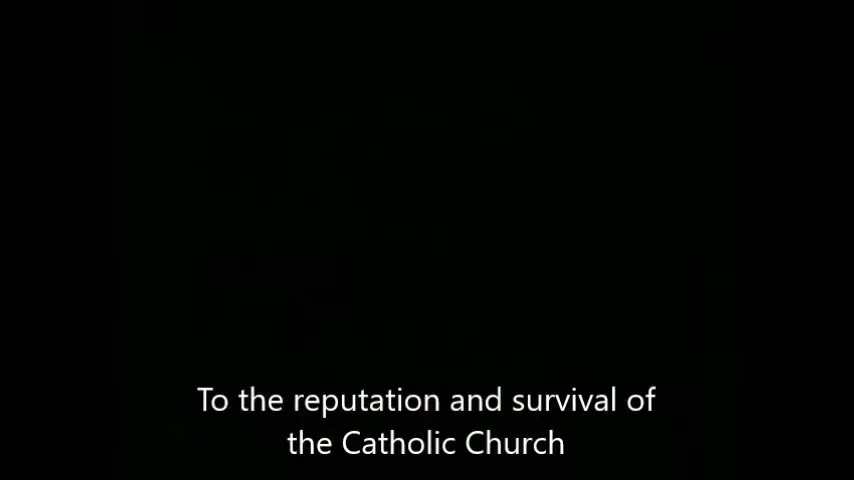 To the reputation and survival of
the Catholic Church